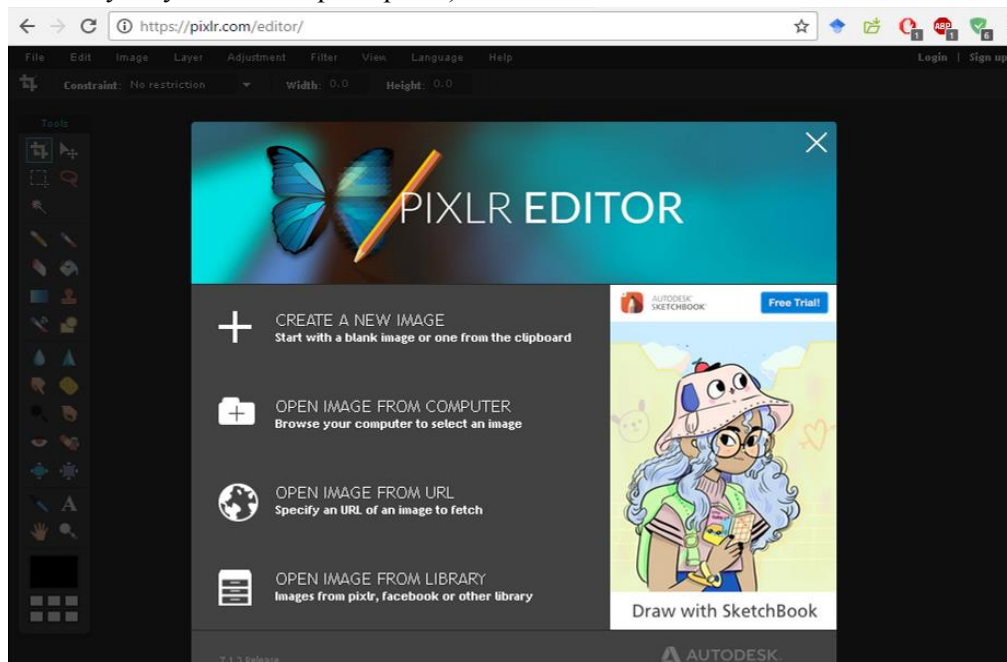 https://pixlr.com/editor/
1 ABP 1 6
File Edit Image Layer Adjustment Filter View Language Help Login | Sign up
Constraint: No restriction Width: 0.0 Height: 0.0
Tools
PIXLR EDITOR
CREATE A NEW IMAGE
Start with a blank image or one from the clipboard
OPEN IMAGE FROM COMPUTER
Browse your computer to select an image
OPEN IMAGE FROM URL
Specify an URL of an image to fetch
OPEN IMAGE FROM LIBRARY
Images from pixlr, facebook or other library
AUTODESK
SKETCHBOOK
Free Trial!
Draw with SketchBook
AUTODESK